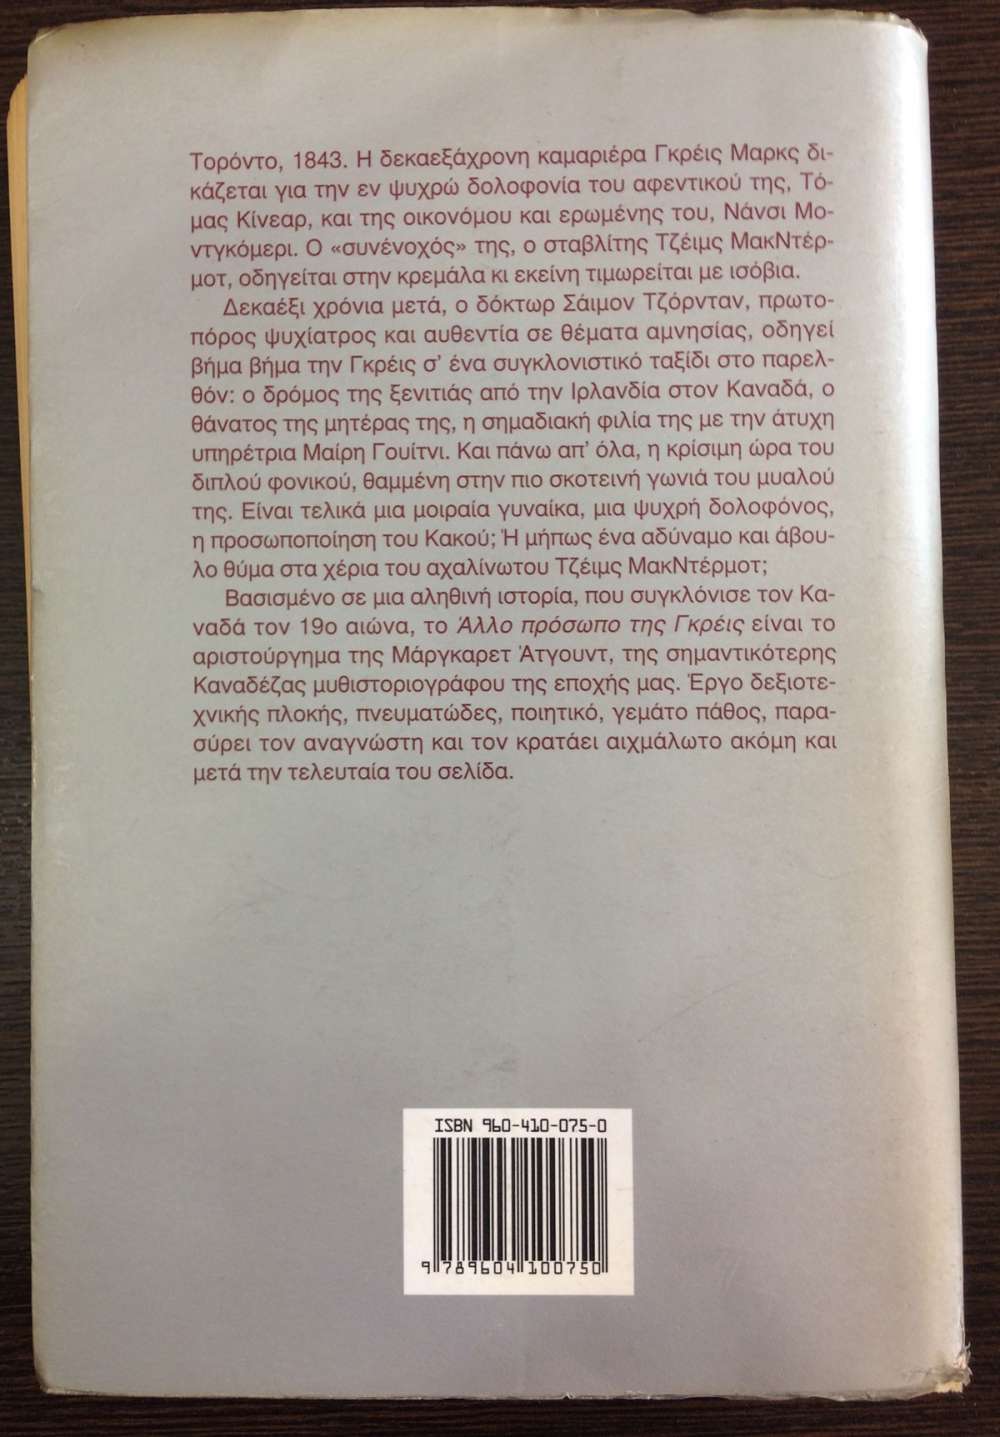 Τορόντο, 1843. Η δεκαεξάχρονη καμαριέρα Γκρέις Μαρκς δι-
κάζεται για την εν ψυχρώ δολοφονία του αφεντικού της, Τό-
μας Κίνεαρ, και της οικονόμου και ερωμένης του, Νάνσι Μο-
ντγκόμερι. Ο «συνένοχός» της, ο σταβλίτης Τζέιμς ΜακΝτέρ-
μοτ, οδηγείται στην κρεμάλα κι εκείνη τιμωρείται με ισόβια.
Δεκαέξι χρόνια μετά, ο δόκτωρ Σάιμον Τζόρνταν, πρωτο-
πόρος ψυχίατρος και αυθεντία σε θέματα αμνησίας, οδηγεί
βήμα βήμα την Γκρέις σ' ένα συγκλονιστικό ταξίδι στο παρελ-
θόν: ο δρόμος της ξενιτιάς από την Ιρλανδία στον Καναδά, ο
θάνατος της μητέρας της, η σημαδιακή φιλία της με την άτυχη
υπηρέτρια Μαίρη Γουίτνι. Και πάνω απ' όλα, η κρίσιμη ώρα του
διπλού φονικού, θαμμένη στην πιο σκοτεινή γωνιά του μυαλού
της. Είναι τελικά μια μοιραία γυναίκα, μια ψυχρή δολοφόνος,
η προσωποποίηση του Κακού; Ή μήπως ένα αδύναμο και άβου-
λο θύμα στα χέρια του αχαλίνωτου Τζέιμς ΜακΝτέρμοτ;
Βασισμένο σε μια αληθινή ιστορία, που συγκλόνισε τον Κα-
ναδά τον 19ο αιώνα, το Άλλο πρόσωπο της Γκρέις είναι το
αριστούργημα της Μάργκαρετ Άτγουντ, της σημαντικότερης
Καναδέζας μυθιστοριογράφου της εποχής μας. Έργο δεξιοτε-
χνικής πλοκής, πνευματώδες, ποιητικό, γεμάτο πάθος, παρα-
σύρει τον αναγνώστη και τον κρατάει αιχμάλωτο ακόμη και
μετά την τελευταία του σελίδα.
ISBN 960-410-075-0
9 789604 100750